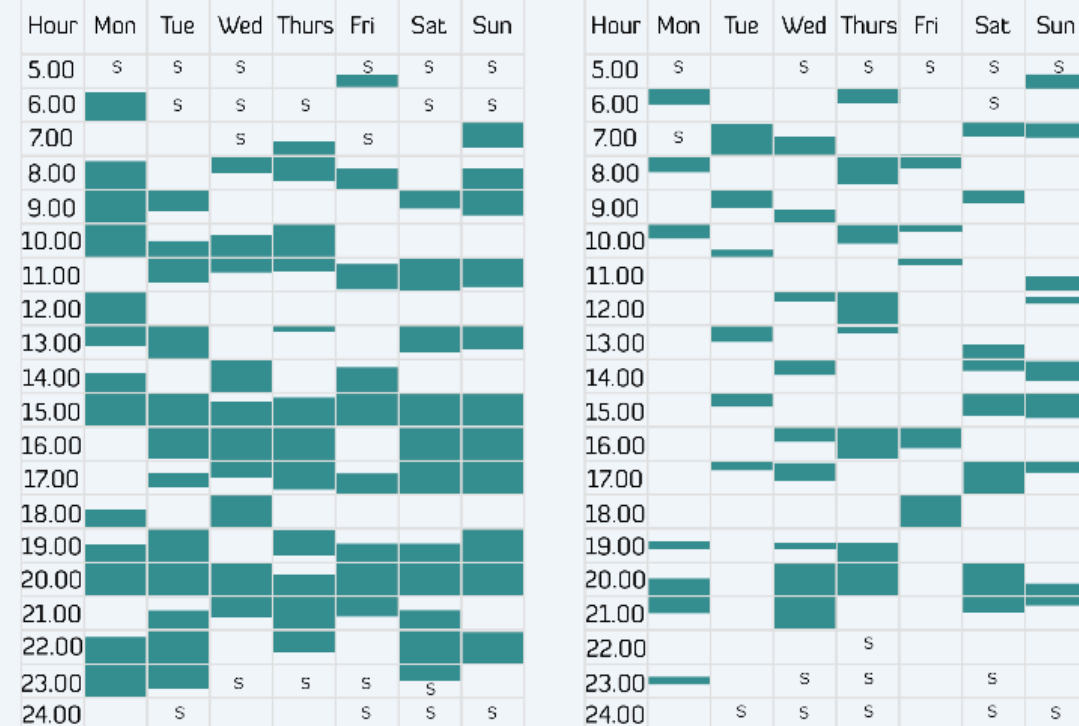 Hour Mon Tue Wed Thurs Fri Sat Sun Hour Mon Tue Wed Thurs Fri Sat Sun
5.00 S S S S S S 5.00 S S S S S S
6.00 S S S S S 6.00 S
7.00 S S 7.00 S
8.00 8.00
9.00 9.00
10.00 10.00
11.00 11.00
12.00 12.00
13.00 13.00
14.00 14.00
15.00 15.00
16.00 16.00
17.00 17.00
18.00 18.00
19.00 19.00
20.00 20.00
21.00 21.00
22.00 22.00 S
23.00 S S S S 23.00 S S S
24.00 S S S S 24.00 S S S S S